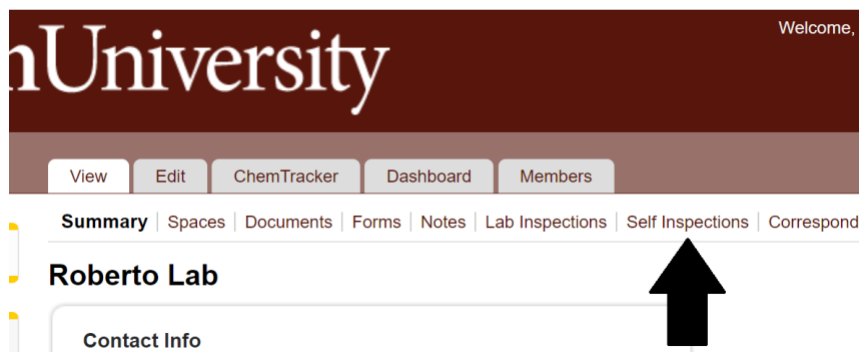 Welcome,
nUniversity
View Edit ChemTracker Dashboard Members
Summary | Spaces | Documents | Forms | Notes | Lab Inspections | Self Inspections | Correspond
Roberto Lab
Contact Info